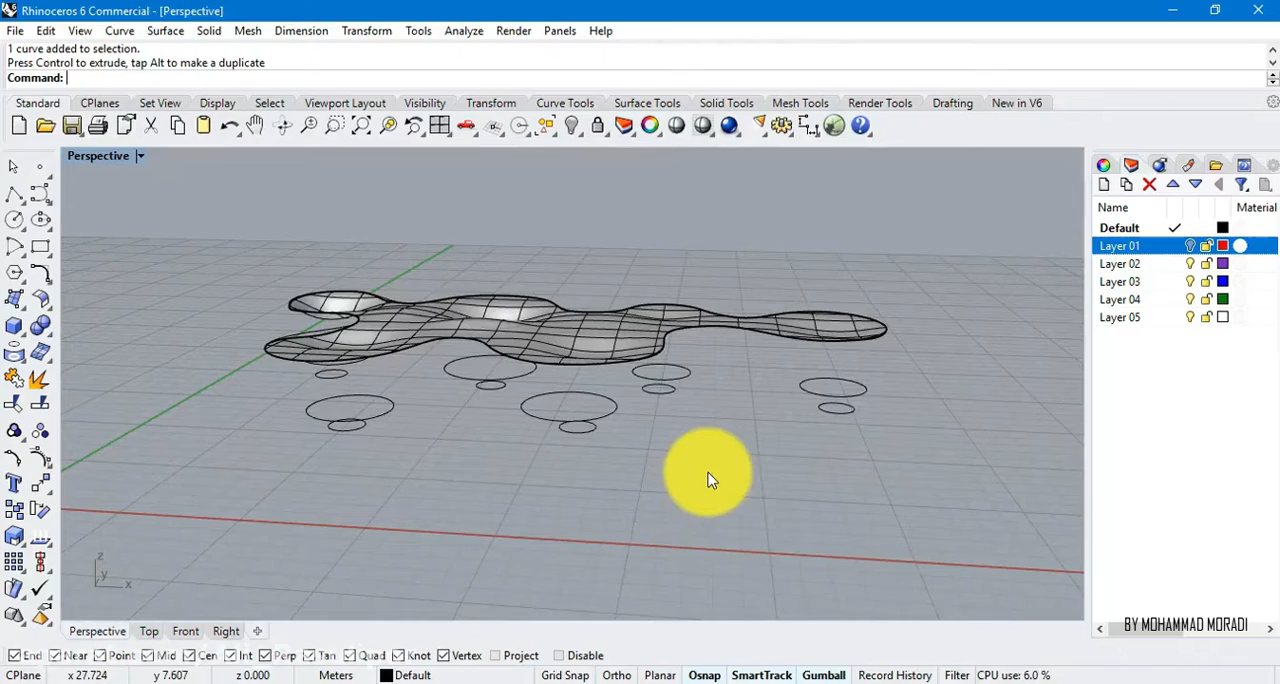 Rhinoceros 6 Commercial - [Perspective]
File Edit View Curve Surface Solid Mesh Dimension Transform Tools Analyze Render Panels Help
1 curve added to selection.
Press Control to extrude, tap Alt to make a duplicate
Command:
Standard CPlanes Set View Display Select Viewport Layout Visibility Transform Curve Tools Surface Tools Solid Tools Mesh Tools Render Tools Drafting New in V6
Perspective
Name Material
Default
Layer 01
Layer 02
Layer 03
Layer 04
Layer 05
z
y
x
BY MOHAMMAD MORADI
Perspective Top Front Right
End Near Point Mid Cen Int Perp Tan Quad Knot Vertex Project Disable
CPlane x 27.724 y 7.607 z 0.000 Meters Default Grid Snap Ortho Planar Osnap SmartTrack Gumball Record History Filter CPU use: 6.0 %